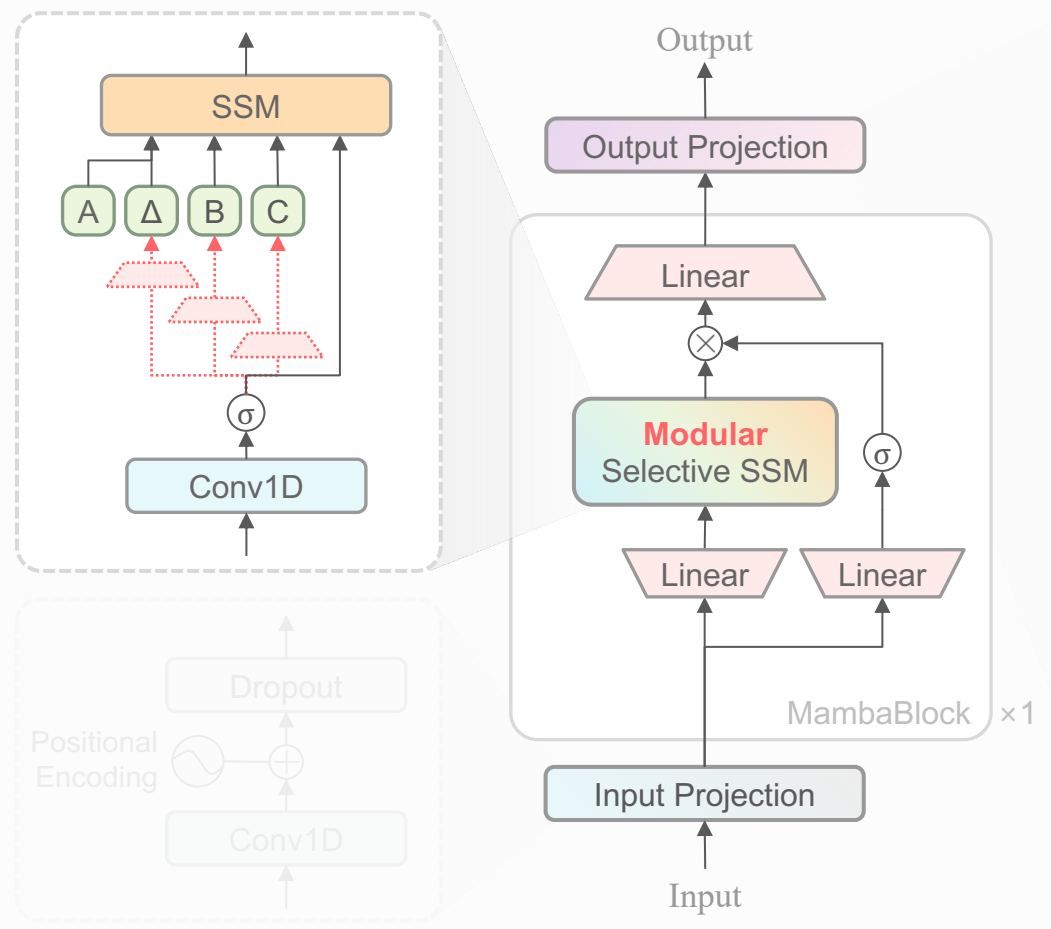 SSM
A
Δ
B
C
σ
Conv1D
Dropout
Positional
Encoding
Conv1D
Output
Output Projection
Linear
Modular
Selective SSM
σ
Linear
Linear
MambaBlock ×1
Input Projection
Input